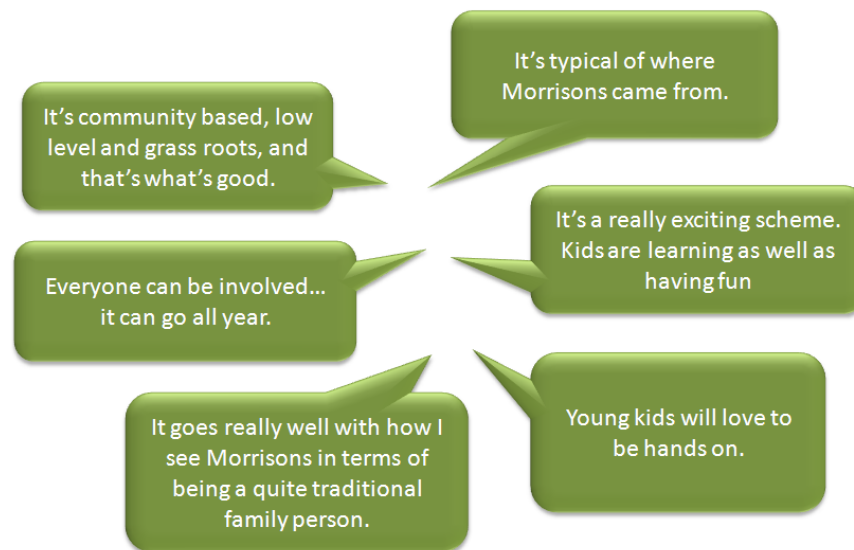 It’s typical of where
Morrisons came from.
It’s community based, low
level and grass roots, and
that’s what’s good.
It’s a really exciting scheme.
Kids are learning as well as
having fun
Everyone can be involved…
it can go all year.
It goes really well with how I
see Morrisons in terms of
being a quite traditional
family person.
Young kids will love to
be hands on.